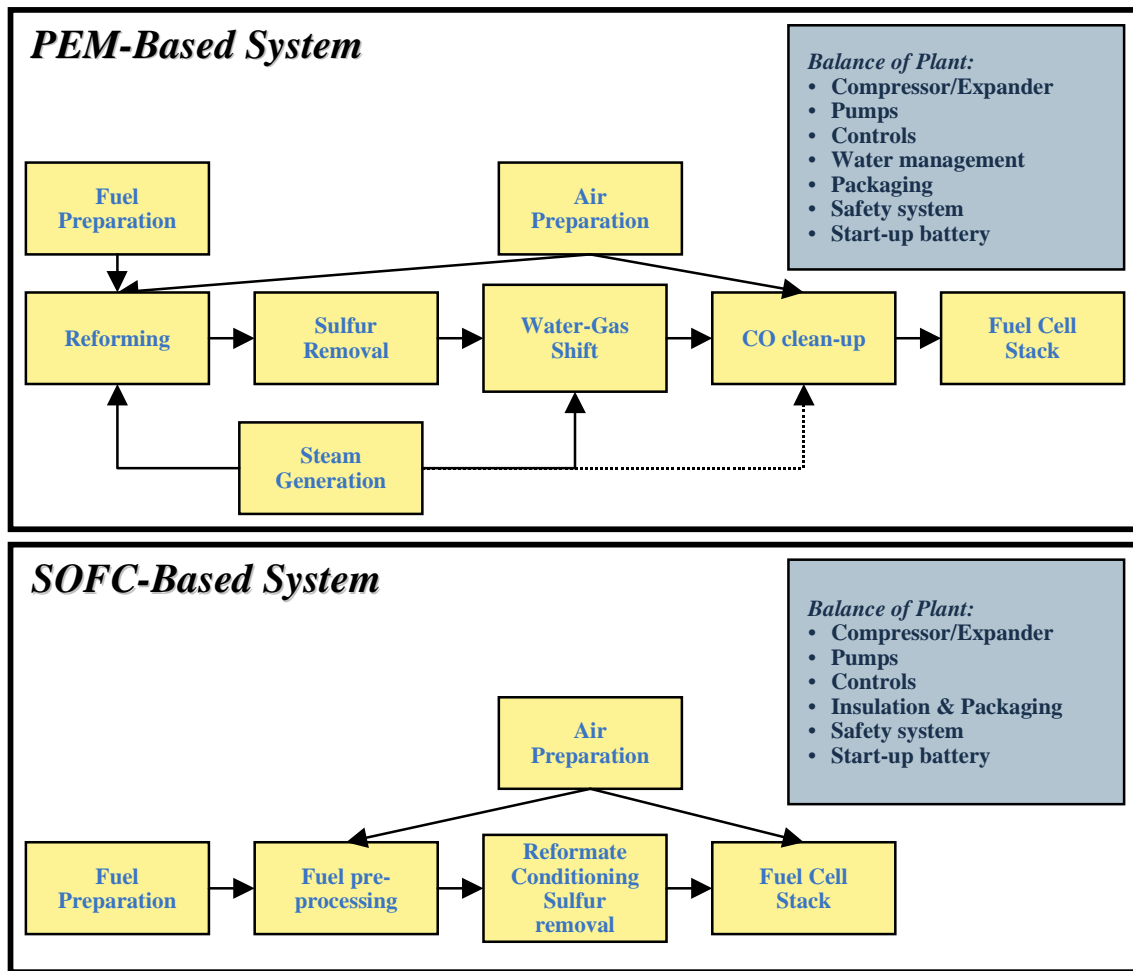 PEM-Based System
Balance of Plant:
• Compressor/Expander
• Pumps
• Controls
• Water management
• Packaging
• Safety system
• Start-up battery
Fuel
Preparation
Air
Preparation
Reforming
Sulfur
Removal
Water-Gas
Shift
CO clean-up
Fuel Cell
Stack
Steam
Generation
SOFC-Based System
Balance of Plant:
• Compressor/Expander
• Pumps
• Controls
• Insulation & Packaging
• Safety system
• Start-up battery
Air
Preparation
Fuel
Preparation
Fuel pre-
processing
Reformate
Conditioning
Sulfur
removal
Fuel Cell
Stack